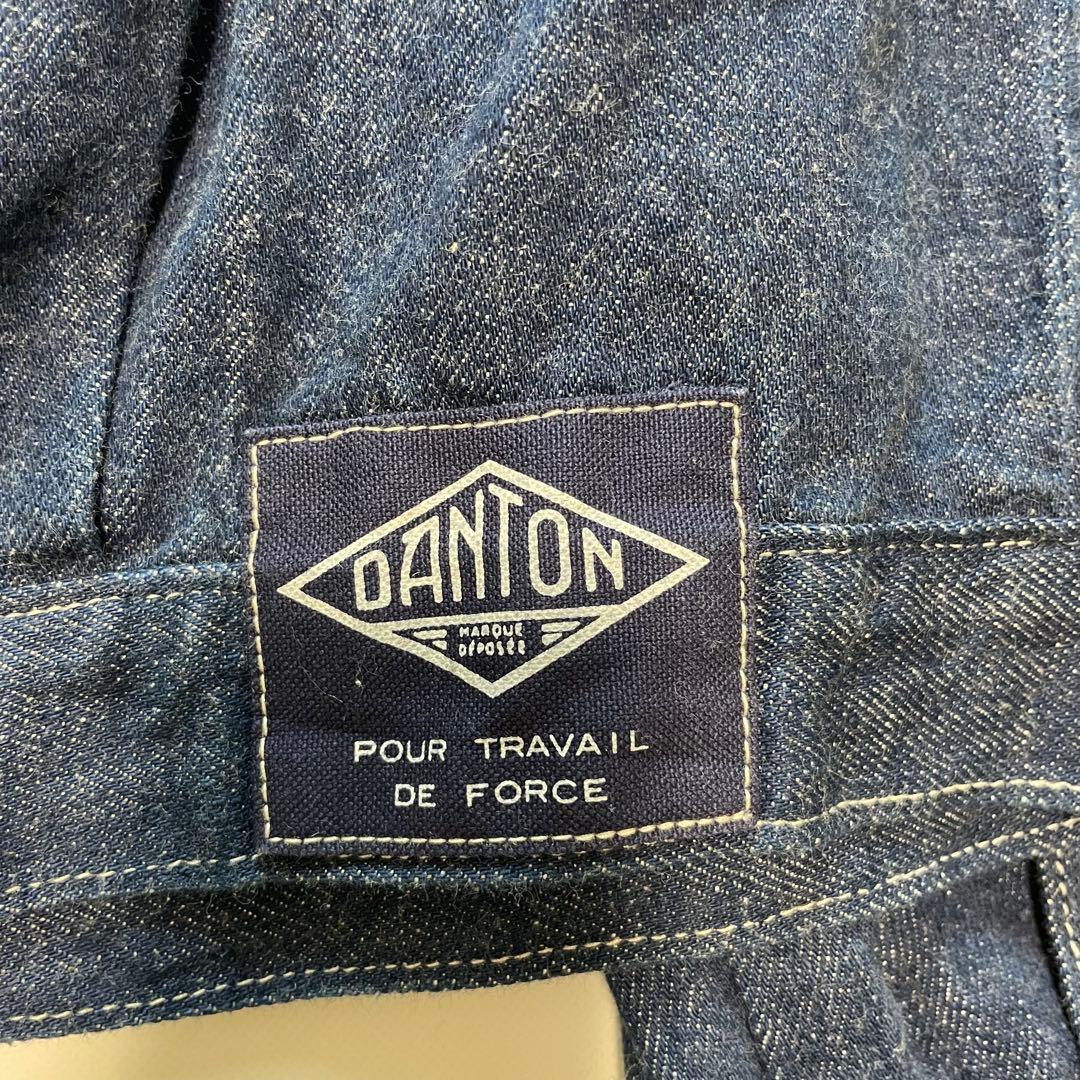 DANTON
MARQUE
DÉPOSÉE
POUR TRAVAIL
DE FORCE